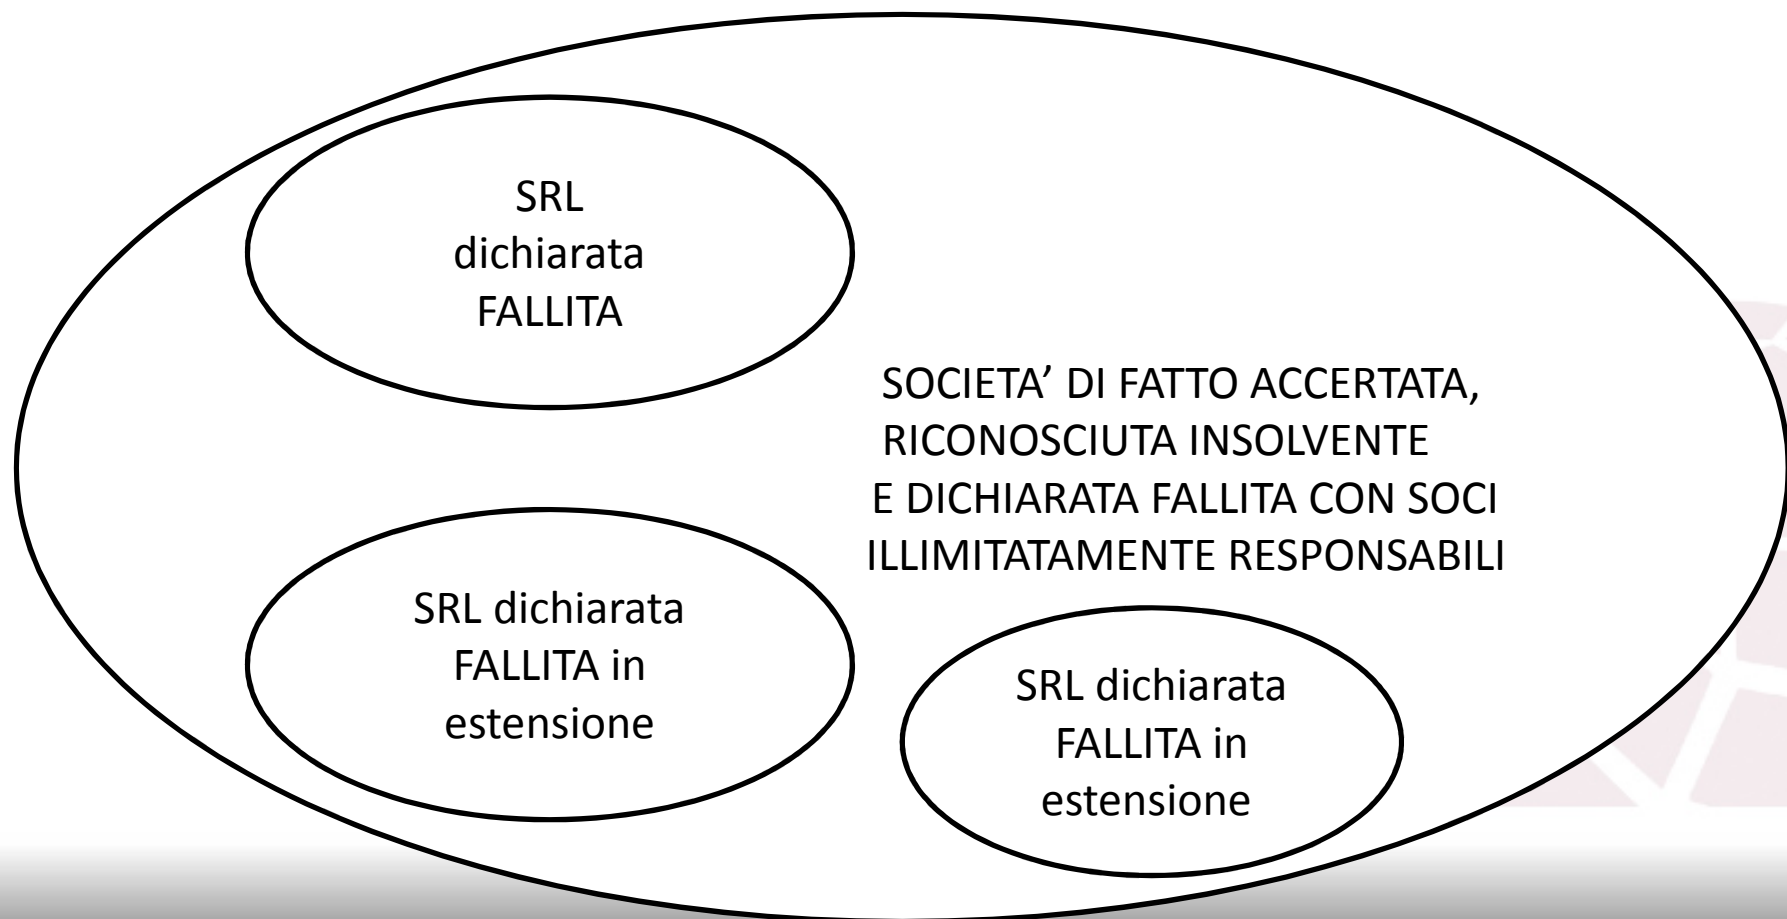 SRL
dichiarata
FALLITA
SOCIETA’ DI FATTO ACCERTATA,
RICONOSCIUTA INSOLVENTE
E DICHIARATA FALLITA CON SOCI
ILLIMITATAMENTE RESPONSABILI
SRL dichiarata
FALLITA in
estensione
SRL dichiarata
FALLITA in
estensione